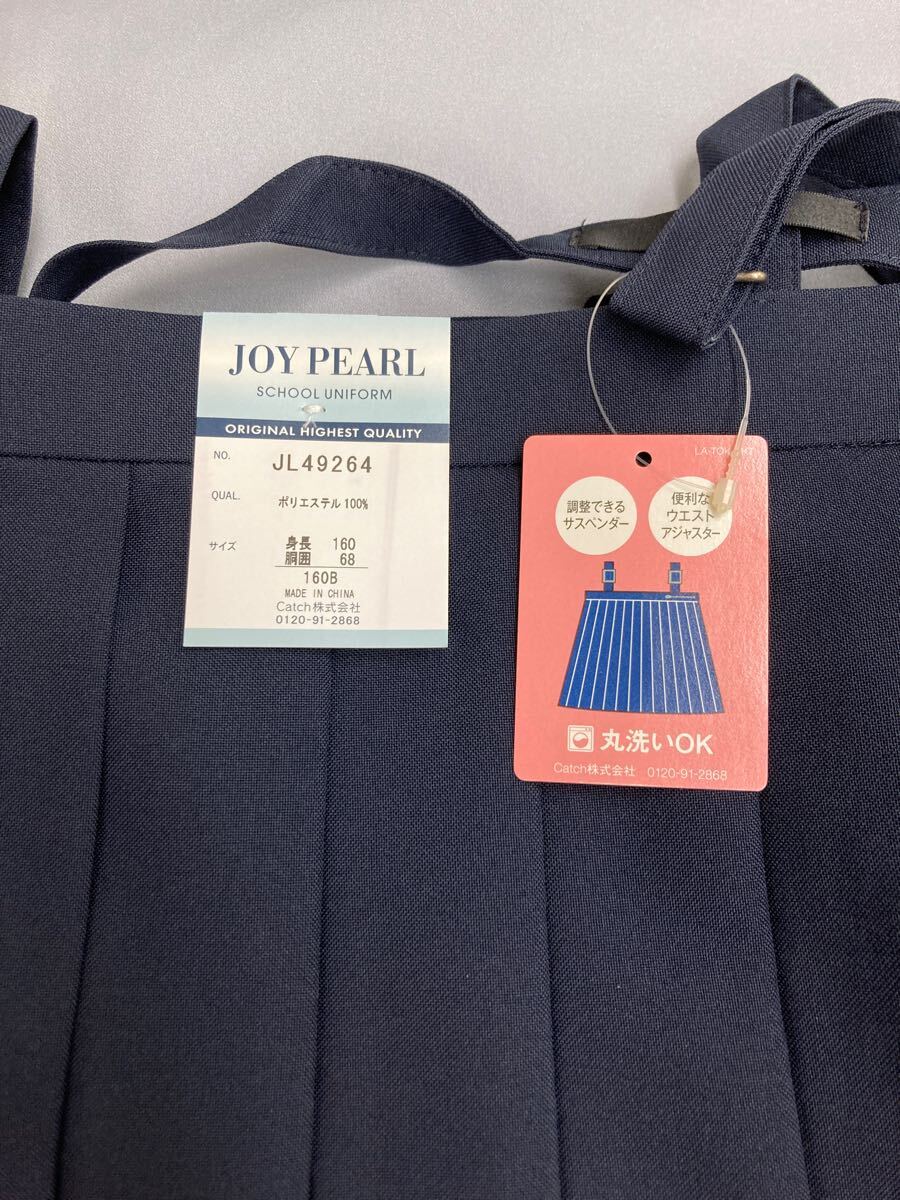 JOY PEARL
SCHOOL UNIFORM
ORIGINAL HIGHEST QUALITY
NO. JL49264
QUAL. ポリエステル100%
サイズ 身長 160
胴囲 68
160B
MADE IN CHINA
Catch株式会社
0120-91-2868
調整できる
サスペンダー
便利な
ウエスト
アジャスター
丸洗いOK
Catch株式会社 0120-91-2868